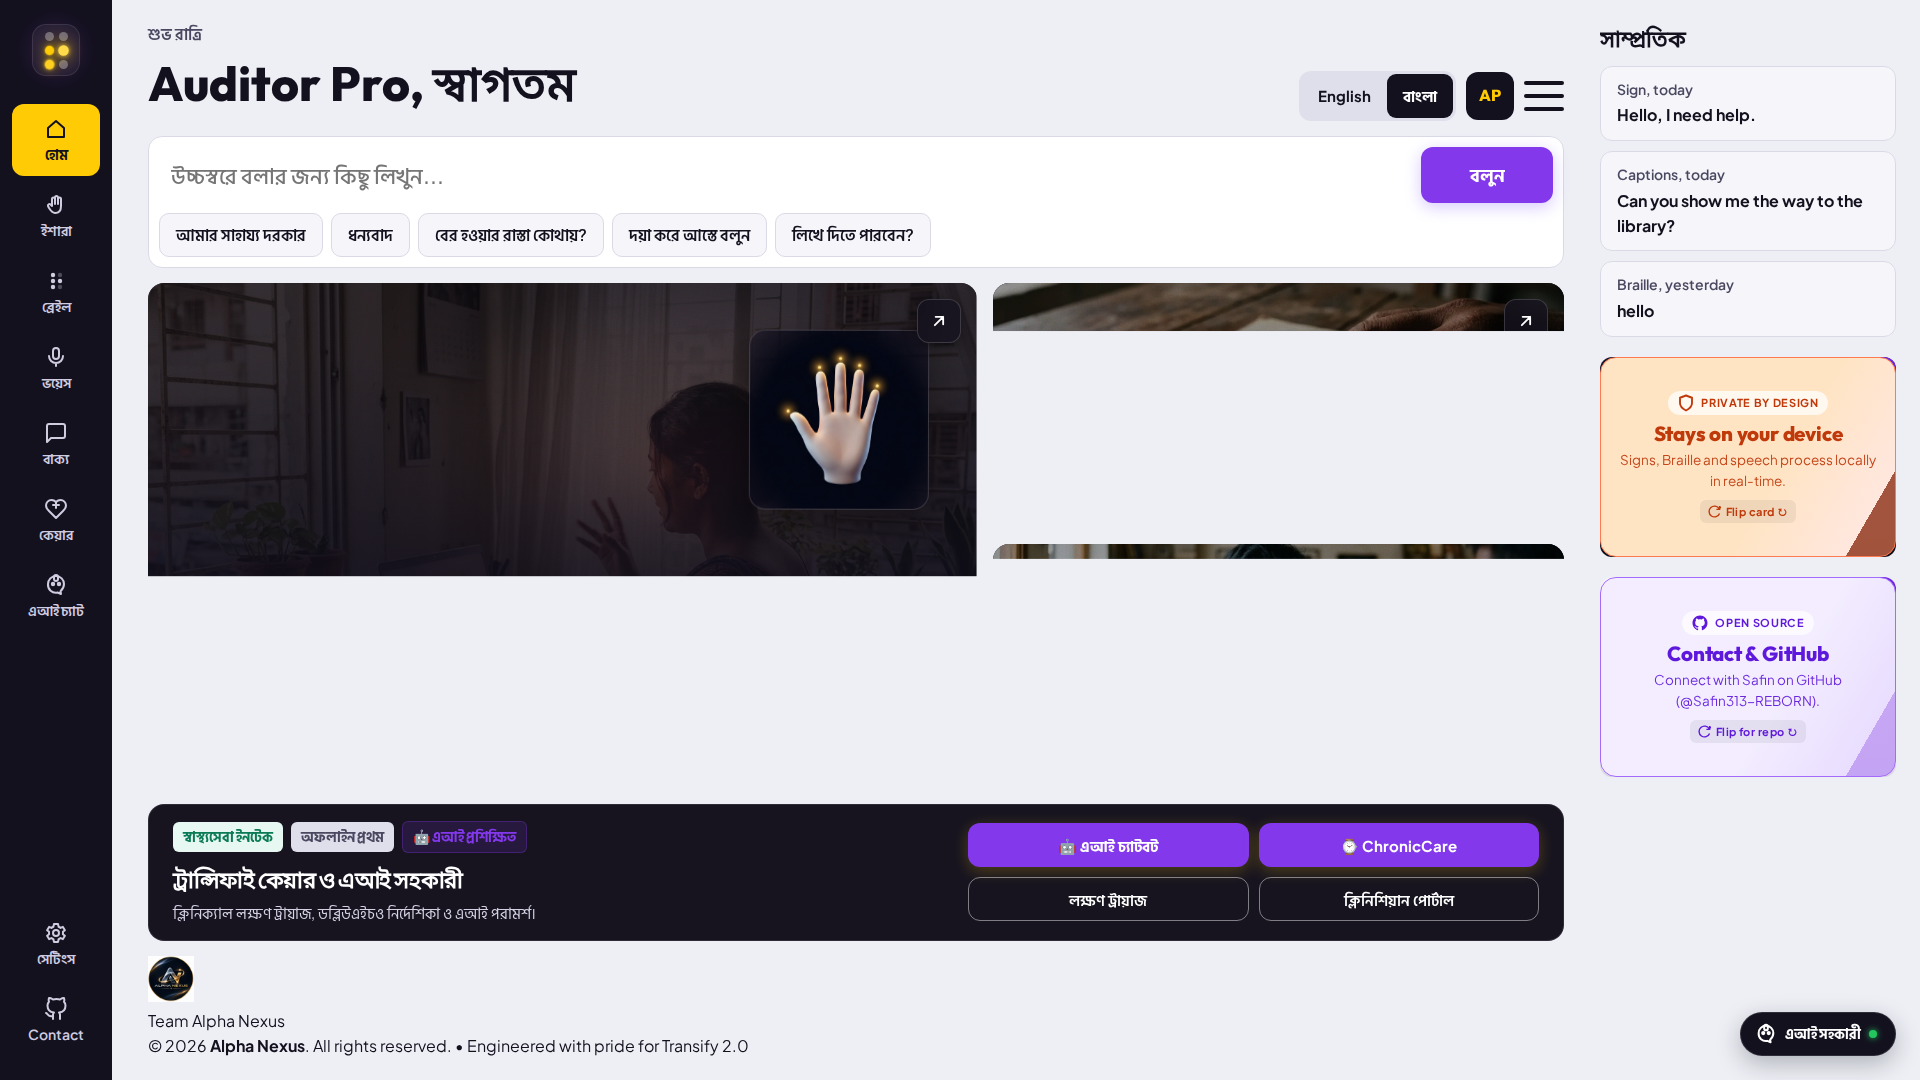 হোম
ইশারা
ব্রেইল
ভয়েস
বাক্য
কেয়ার
এআই চ্যাট
সেটিংস
Contact
শুভ রাত্রি
Auditor Pro, স্বাগতম
English
বাংলা
AP
উচ্চস্বরে বলার জন্য কিছু লিখুন...
বলুন
আমার সাহায্য দরকার
ধন্যবাদ
বের হওয়ার রাস্তা কোথায়?
দয়া করে আস্তে বলুন
লিখে দিতে পারবেন?
স্বাস্থ্যসেবা ইনটেক
অফলাইন প্রথম
🤖 এআই প্রশিক্ষিত
ট্রান্সিফাই কেয়ার ও এআই সহকারী
ক্লিনিক্যাল লক্ষণ ট্রায়াজ, ডব্লিউএইচও নির্দেশিকা ও এআই পরামর্শ।
🤖 এআই চ্যাটবট
⌚ ChronicCare
লক্ষণ ট্রায়াজ
ক্লিনিশিয়ান পোর্টাল
Team Alpha Nexus
© 2026 Alpha Nexus. All rights reserved. • Engineered with pride for Transify 2.0
সাম্প্রতিক
Sign, today
Hello, I need help.
Captions, today
Can you show me the way to the
library?
Braille, yesterday
hello
PRIVATE BY DESIGN
Stays on your device
Signs, Braille and speech process locally
in real-time.
Flip card ↻
OPEN SOURCE
Contact & GitHub
Connect with Safin on GitHub
(@Safin313-REBORN).
Flip for repo ↻
এআই সহকারী